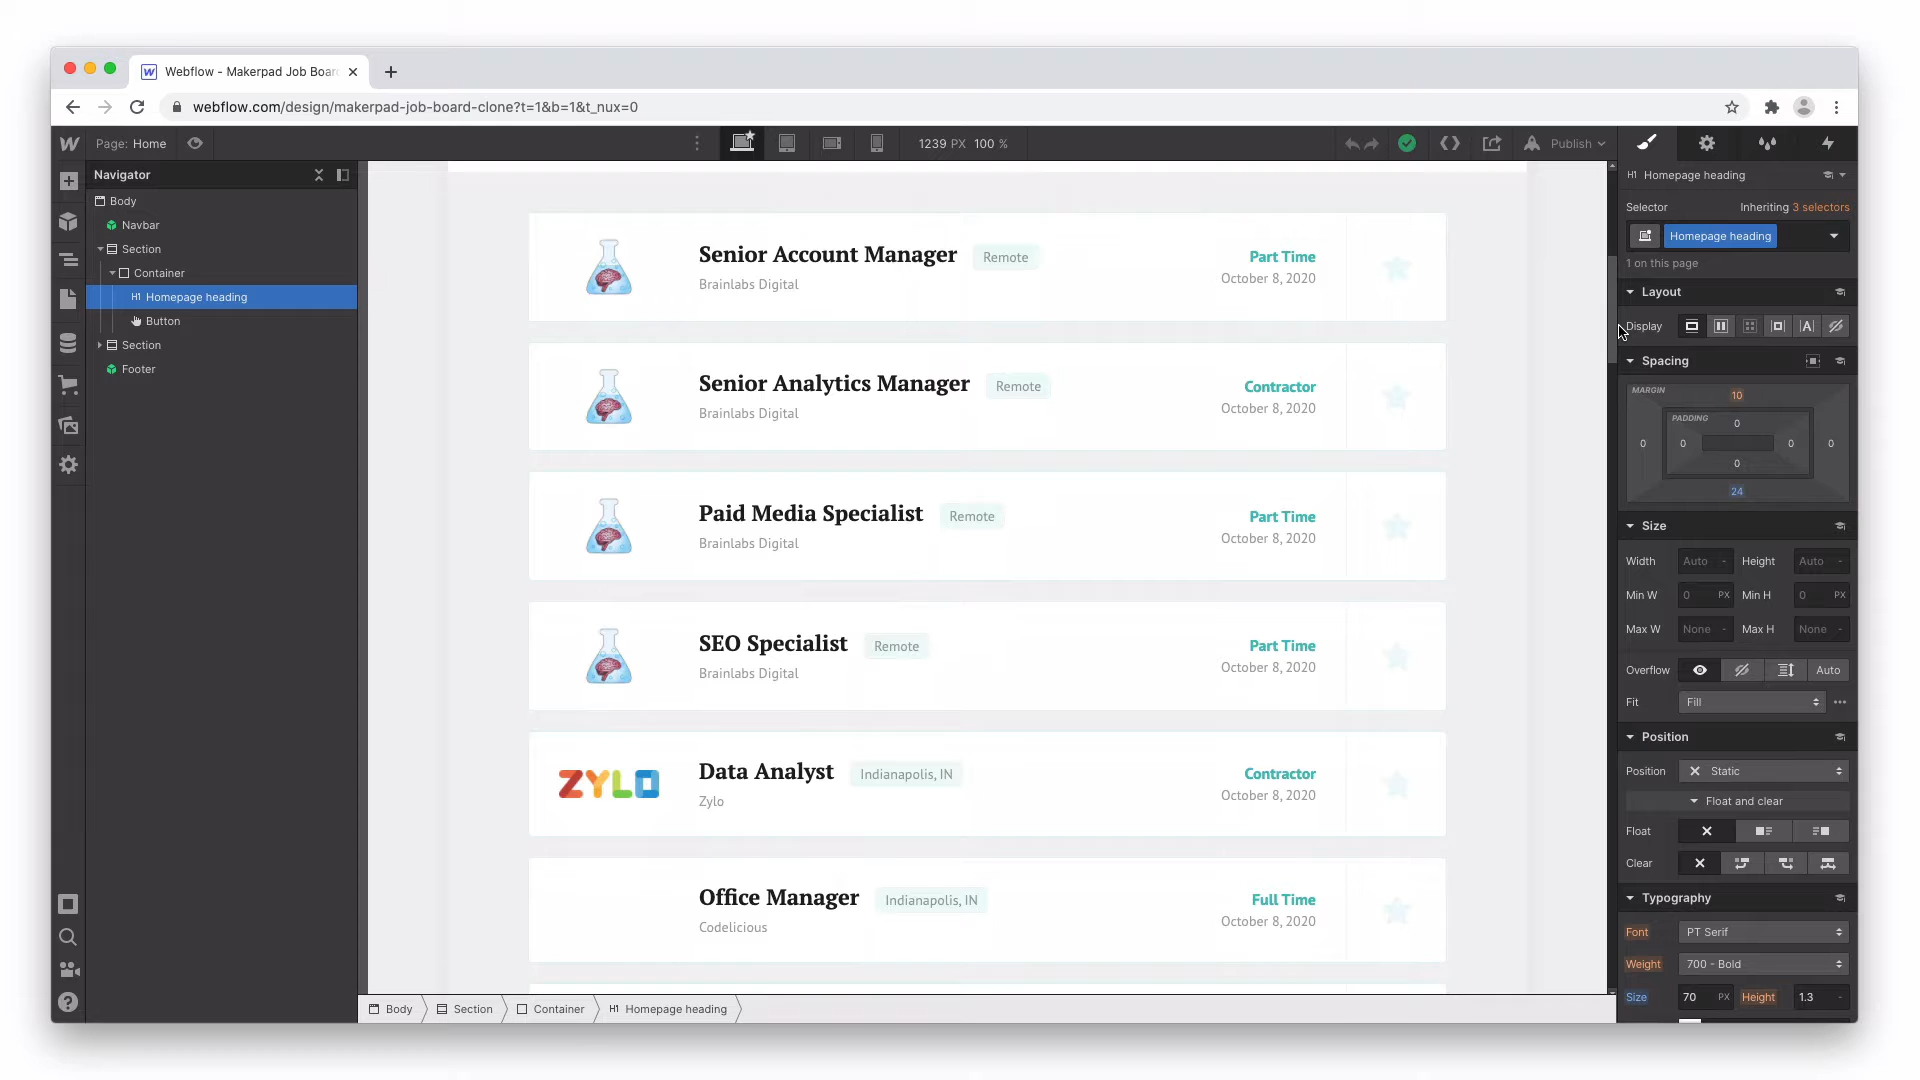 Webflow - Makerpad Job Boar
webflow.com/design/makerpad-job-board-clone?t=1&b=1&t_nux=0
Page: Home
1239 PX 100 %
Publish
Navigator
Body
Navbar
Section
Container
H1 Homepage heading
Button
Section
Footer
Senior Account Manager Remote
Brainlabs Digital
Part Time
October 8, 2020
Senior Analytics Manager Remote
Brainlabs Digital
Contractor
October 8, 2020
Paid Media Specialist Remote
Brainlabs Digital
Part Time
October 8, 2020
SEO Specialist Remote
Brainlabs Digital
Part Time
October 8, 2020
ZYLO
Data Analyst Indianapolis, IN
Zylo
Contractor
October 8, 2020
Office Manager Indianapolis, IN
Codelicious
Full Time
October 8, 2020
Body Section Container H1 Homepage heading
H1 Homepage heading
Selector Inheriting 3 selectors
Homepage heading
1 on this page
Layout
Display
Spacing
MARGIN
10
PADDING
0
0 0 0 0
0
24
Size
Width Auto - Height Auto -
Min W 0 PX Min H 0 PX
Max W None - Max H None -
Overflow Auto
Fit Fill
Position
Position Static
Float and clear
Float
Clear
Typography
Font PT Serif
Weight 700 - Bold
Size 70 PX Height 1.3 -